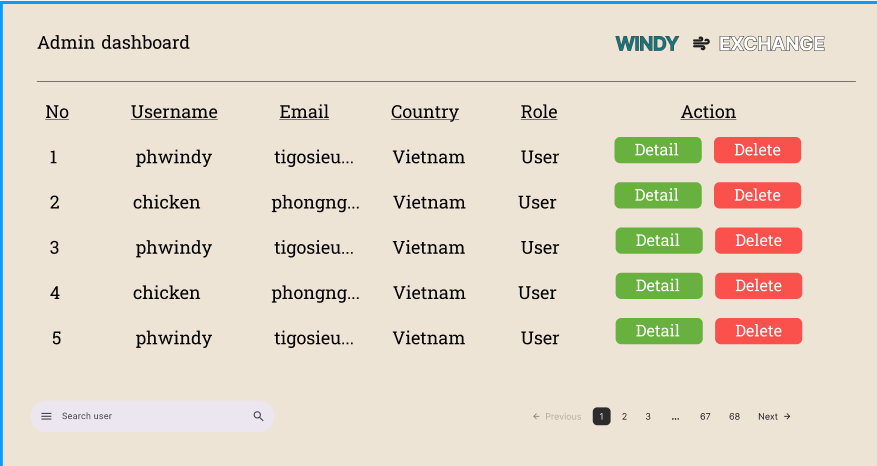 Admin dashboard WINDY EXCHANGE
No Username Email Country Role Action
1 phwindy tigosieu... Vietnam User Detail Delete
2 chicken phongng... Vietnam User Detail Delete
3 phwindy tigosieu... Vietnam User Detail Delete
4 chicken phongng... Vietnam User Detail Delete
5 phwindy tigosieu... Vietnam User Detail Delete
Search user ← Previous 1 2 3 ... 67 68 Next →